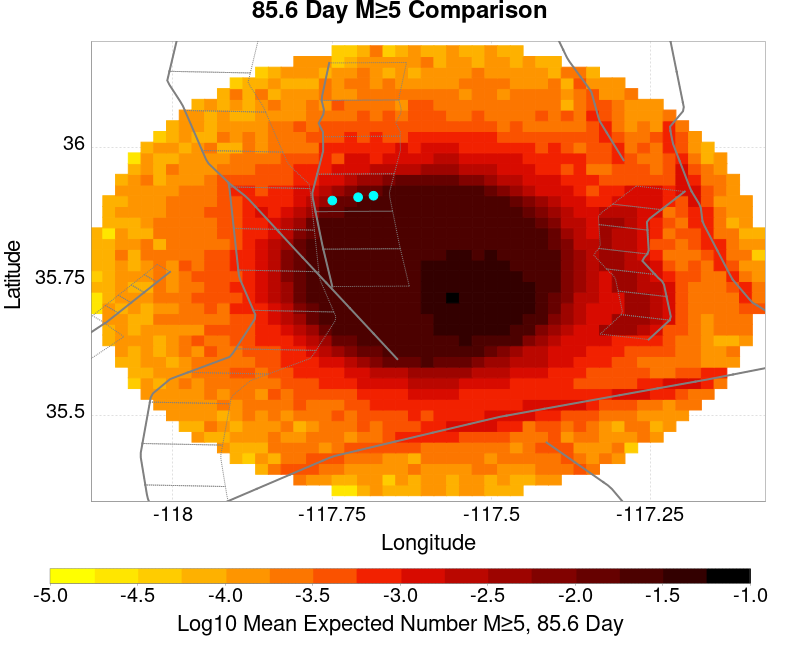 85.6 Day M≥5 Comparison
36
35.75
35.5
Latitude
-118 -117.75 -117.5 -117.25
Longitude
-5.0 -4.5 -4.0 -3.5 -3.0 -2.5 -2.0 -1.5 -1.0
Log10 Mean Expected Number M≥5, 85.6 Day